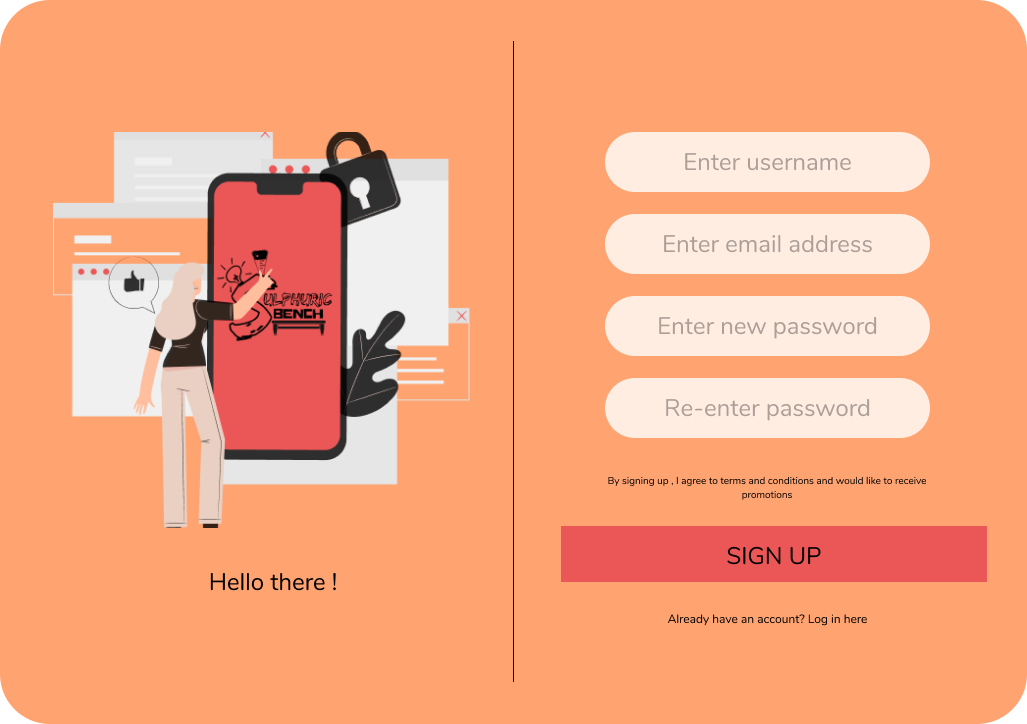 SULPHURIC
BENCH
Hello there !
Enter username
Enter email address
Enter new password
Re-enter password
By signing up , I agree to terms and conditions and would like to receive
promotions
SIGN UP
Already have an account? Log in here